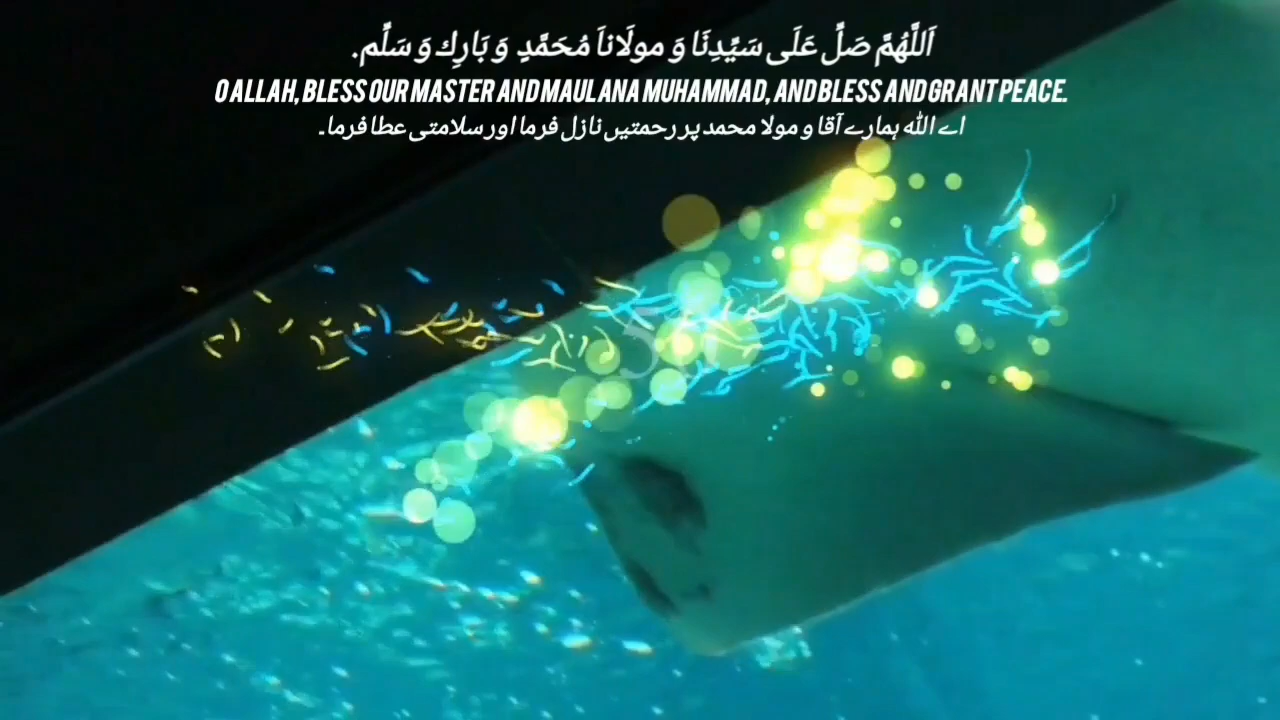 اَللَّهُمَّ صَلِّ عَلَى سَيِّدِنَا وَ مولَاناَ مُحَمَّدٍ وَ بَارِك وَ سَلِّم.
O ALLAH, BLESS OUR MASTER AND MAULANA MUHAMMAD, AND BLESS AND GRANT PEACE.
اے اللہ ہمارے آقا و مولا محمد پر رحمتیں نازل فرما اور سلامتی عطا فرما۔